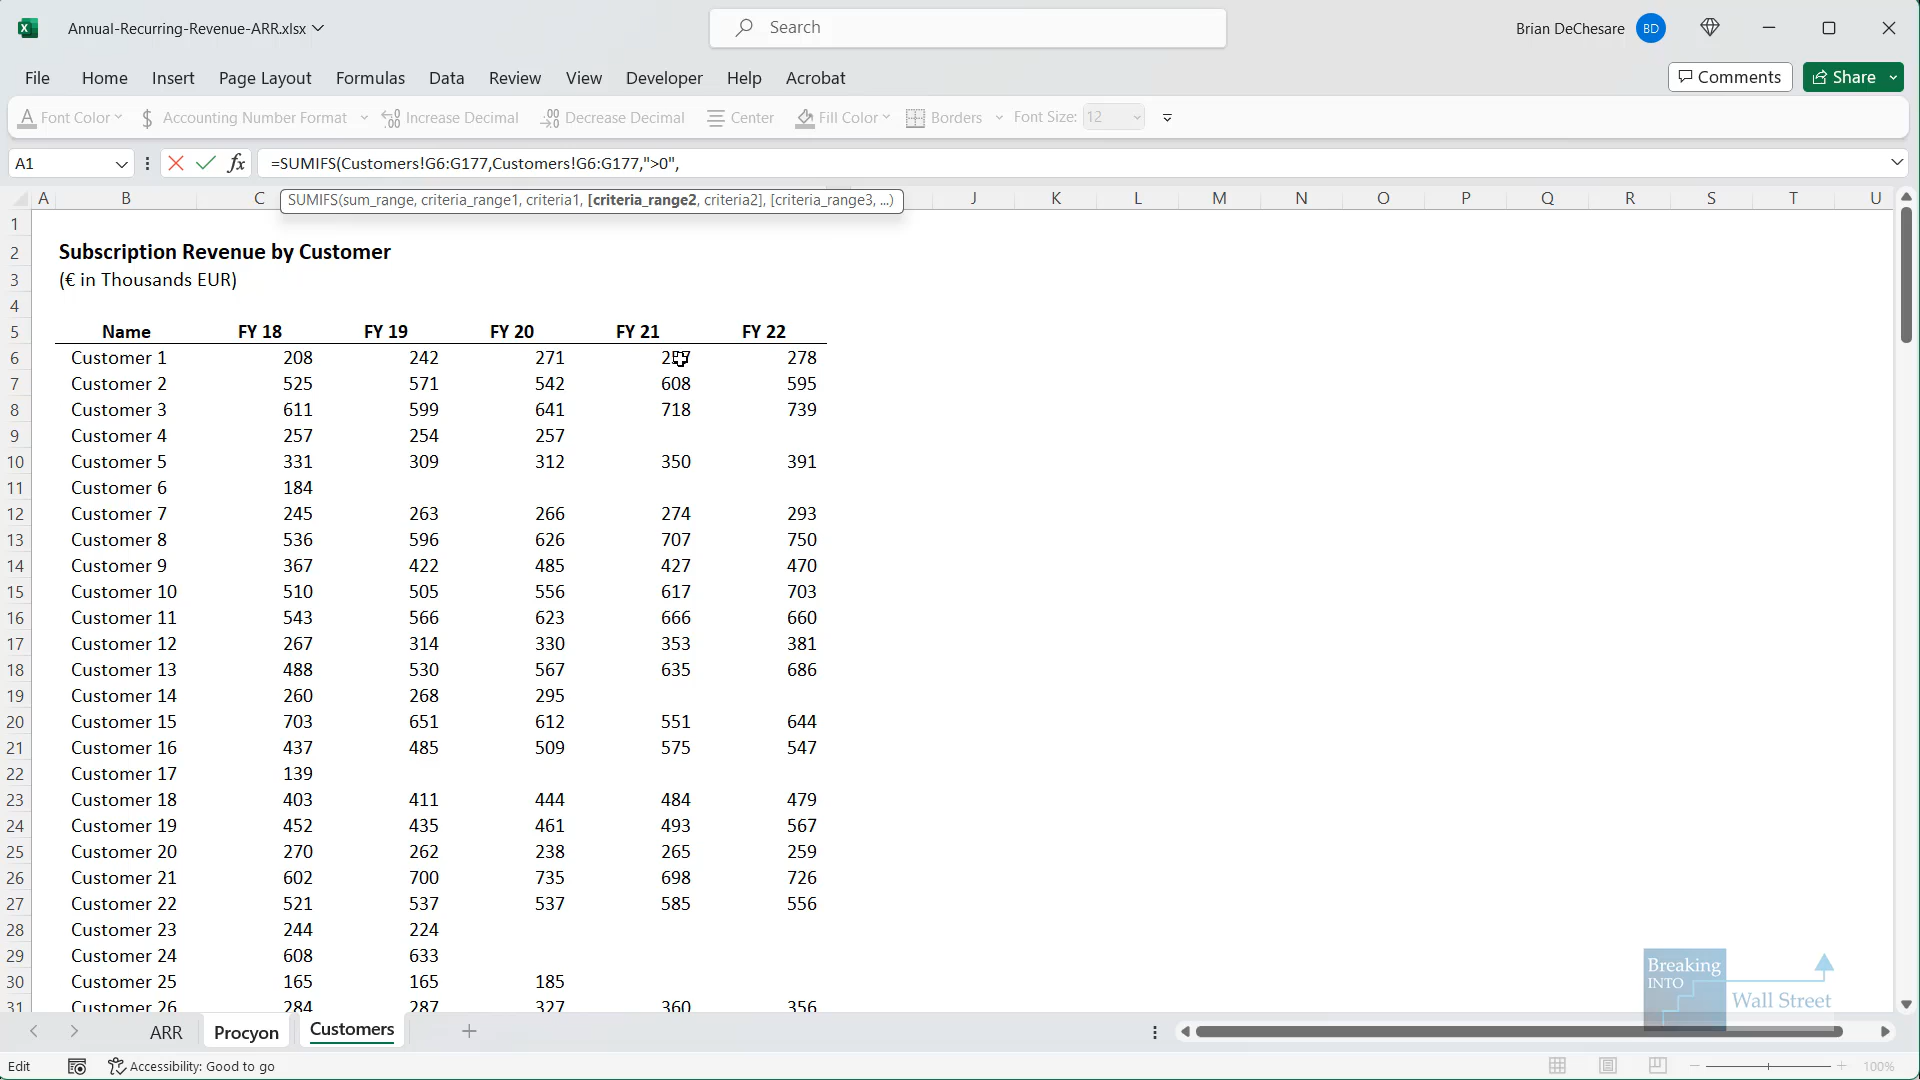 Annual-Recurring-Revenue-ARR.xlsx
Search
Brian DeChesare BD
File Home Insert Page Layout Formulas Data Review View Developer Help Acrobat
Comments Share
Font Color Accounting Number Format Increase Decimal Decrease Decimal Center Fill Color Borders Font Size: 12
A1 fx =SUMIFS(Customers!G6:G177,Customers!G6:G177,">0",
SUMIFS(sum_range, criteria_range1, criteria1, [criteria_range2, criteria2], [criteria_range3, ...)
A B C J K L M N O P Q R S T U
1
2 Subscription Revenue by Customer
3 (€ in Thousands EUR)
4
5 Name FY 18 FY 19 FY 20 FY 21 FY 22
6 Customer 1 208 242 271 278
7 Customer 2 525 571 542 608 595
8 Customer 3 611 599 641 718 739
9 Customer 4 257 254 257
10 Customer 5 331 309 312 350 391
11 Customer 6 184
12 Customer 7 245 263 266 274 293
13 Customer 8 536 596 626 707 750
14 Customer 9 367 422 485 427 470
15 Customer 10 510 505 556 617 703
16 Customer 11 543 566 623 666 660
17 Customer 12 267 314 330 353 381
18 Customer 13 488 530 567 635 686
19 Customer 14 260 268 295
20 Customer 15 703 651 612 551 644
21 Customer 16 437 485 509 575 547
22 Customer 17 139
23 Customer 18 403 411 444 484 479
24 Customer 19 452 435 461 493 567
25 Customer 20 270 262 238 265 259
26 Customer 21 602 700 735 698 726
27 Customer 22 521 537 537 585 556
28 Customer 23 244 224
29 Customer 24 608 633
30 Customer 25 165 165 185
31 Customer 26 284 287 327 360 356
Breaking
INTO
Wall Street
ARR Procyon Customers
Edit Accessibility: Good to go 100%